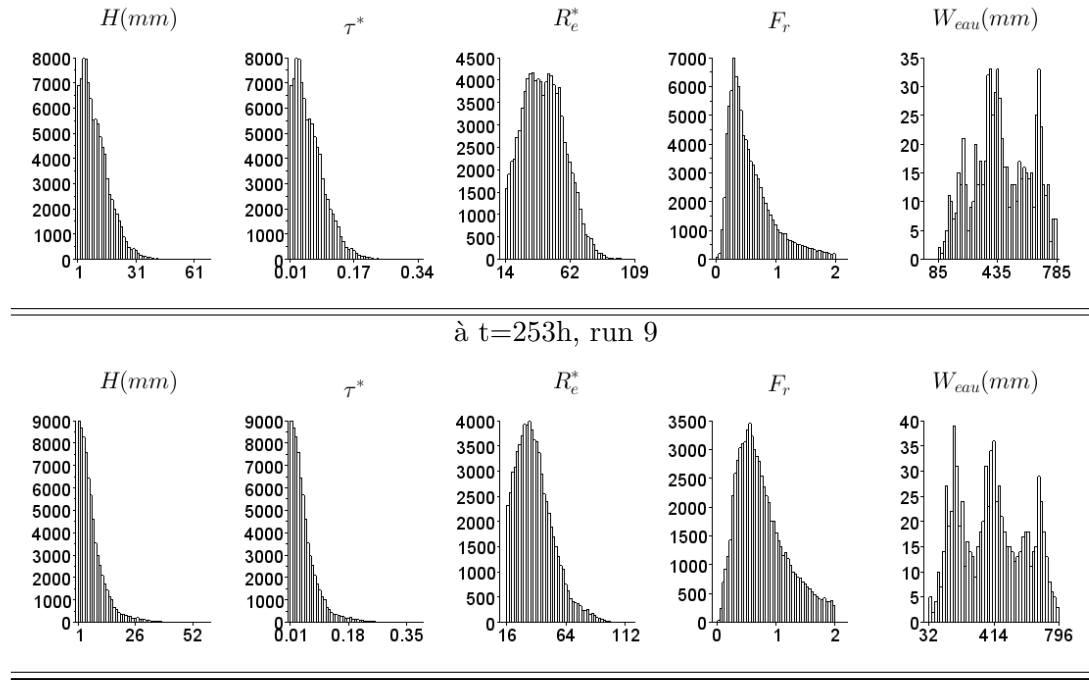 H(mm) τ* R*e Fr Weau(mm)
8000 8000 4500 7000 35
7000 7000 4000 6000 30
6000 6000 3500 5000 25
5000 5000 3000 4000 20
4000 4000 2500 3000 15
3000 3000 2000 2000 10
2000 2000 1500 1000 5
1000 1000 1000 0 0
0 0 500
0
1 31 61 0.01 0.17 0.34 14 62 109 0 1 2 85 435 785
à t=253h, run 9
H(mm) τ* R*e Fr Weau(mm)
9000 9000 4000 3500 40
8000 8000 3500 3000 35
7000 7000 3000 2500 30
6000 6000 2500 2000 25
5000 5000 2000 1500 20
4000 4000 1500 1000 15
3000 3000 1000 500 10
2000 2000 500 0 5
1000 1000 0 0
0 0
1 26 52 0.01 0.18 0.35 16 64 112 0 1 2 32 414 796